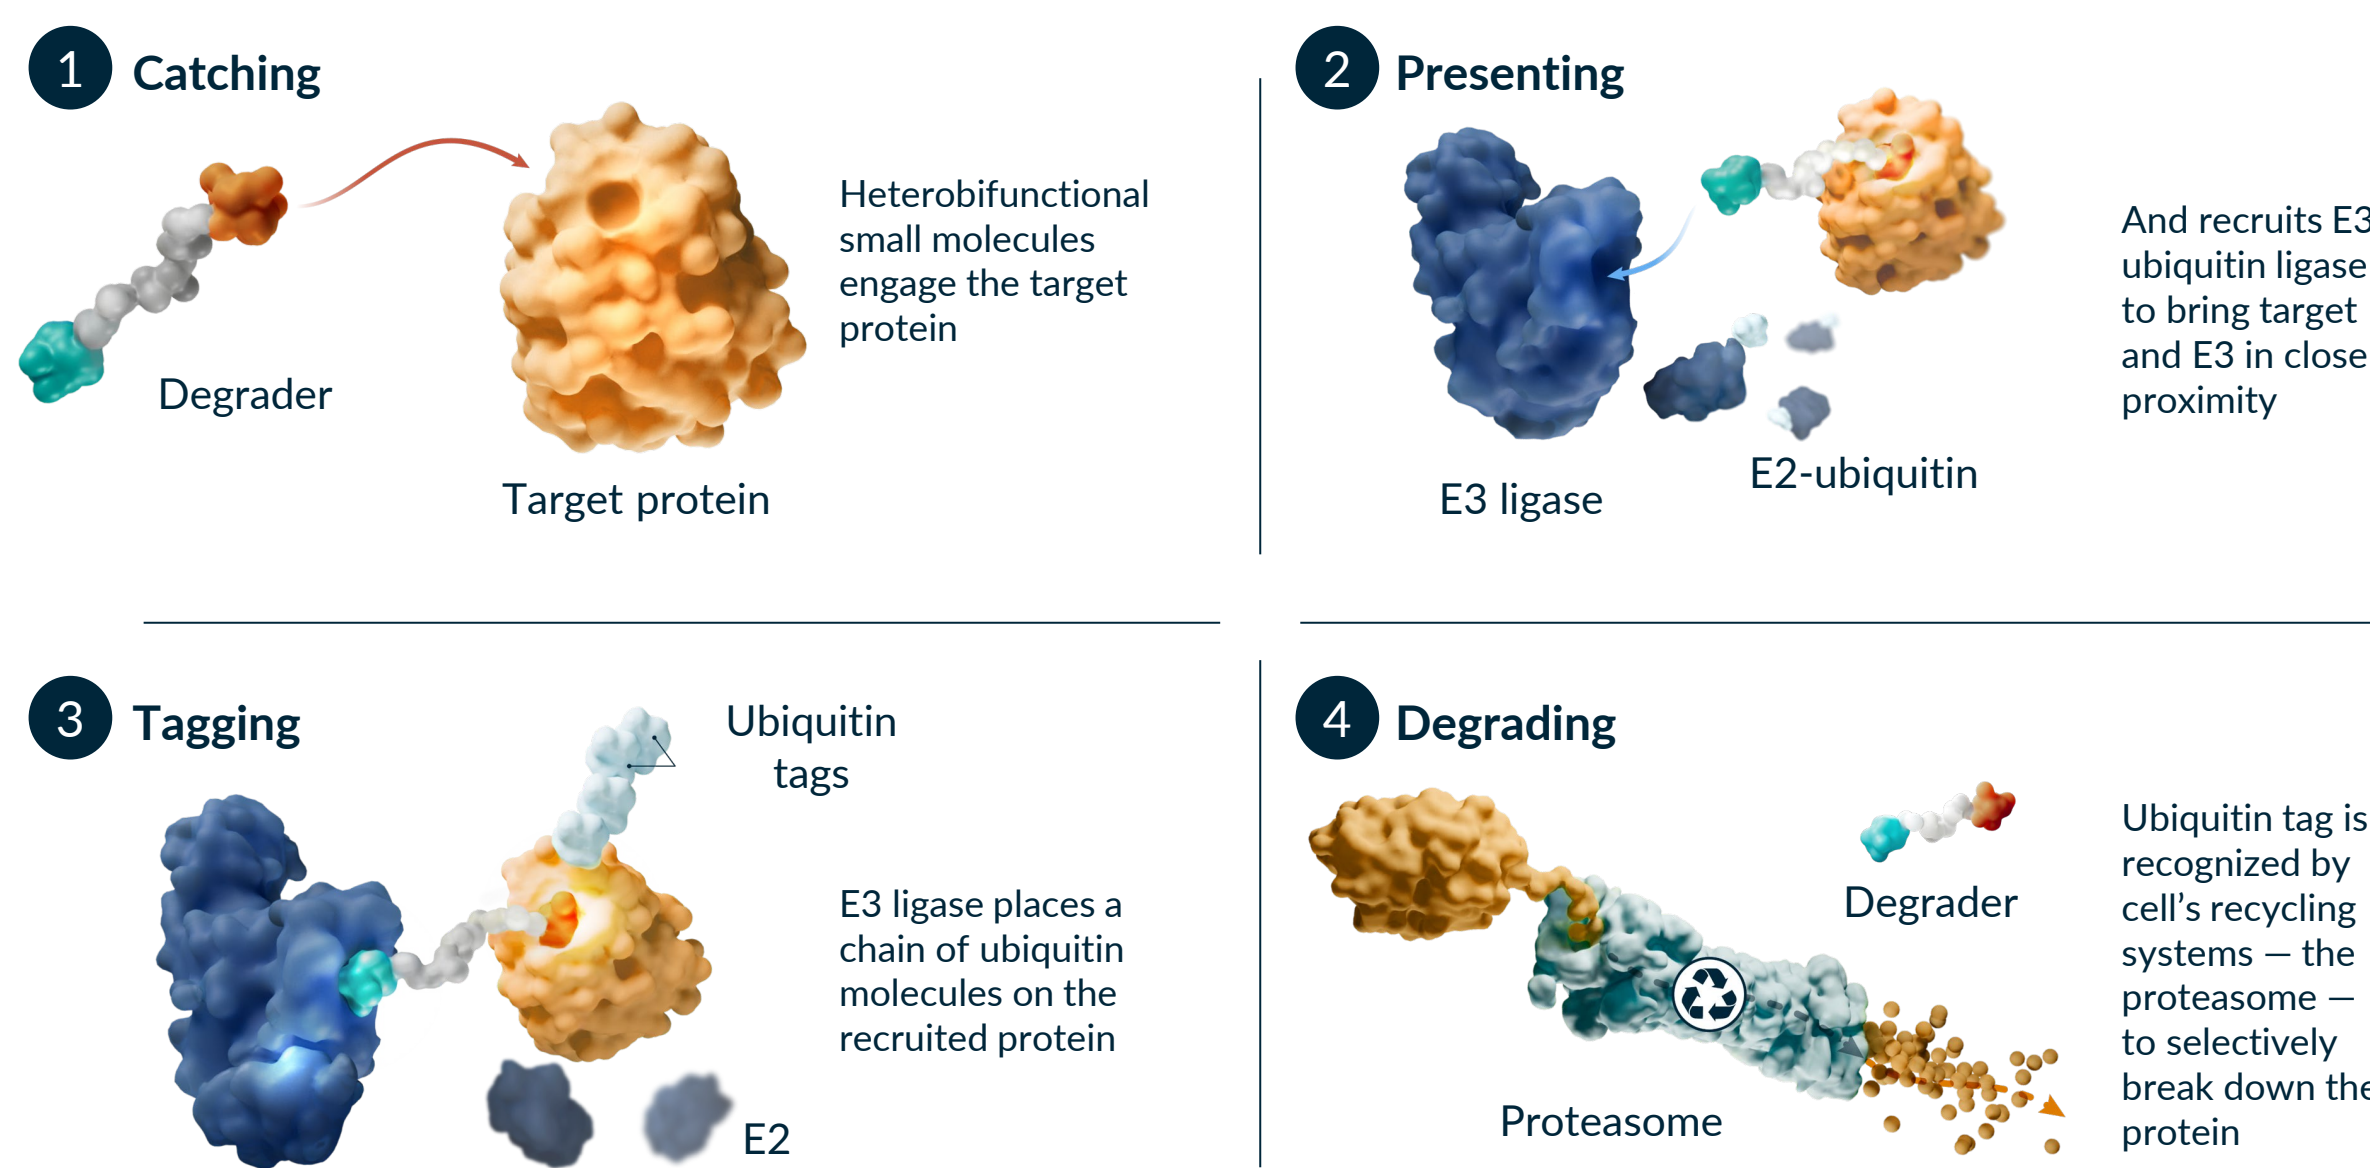 1 Catching
Degrader
Target protein
Heterobifunctional
small molecules
engage the target
protein
2 Presenting
E3 ligase
E2-ubiquitin
And recruits E3
ubiquitin ligase
to bring target
and E3 in close
proximity
3 Tagging
Ubiquitin
tags
E3 ligase places a
chain of ubiquitin
molecules on the
recruited protein
E2
4 Degrading
Degrader
Proteasome
Ubiquitin tag is
recognized by
cell’s recycling
systems — the
proteasome —
to selectively
break down the
protein